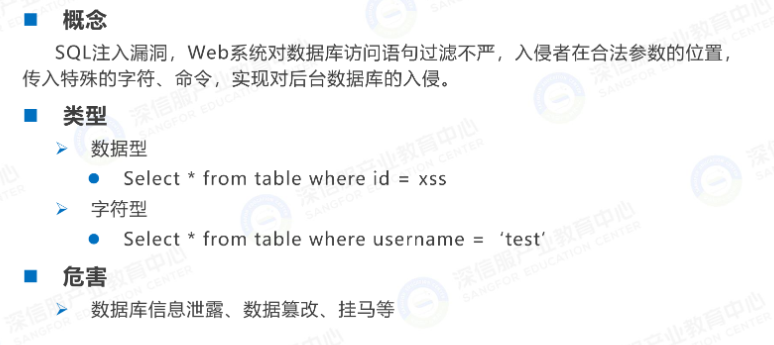 概念
SQL注入漏洞，Web系统对数据库访问语句过滤不严，入侵者在合法参数的位置，
传入特殊的字符、命令，实现对后台数据库的入侵。
类型
数据型
Select * from table where id = xss
字符型
Select * from table where username = ‘test’
危害
数据库信息泄露、数据篡改、挂马等
深信服产业教育中心
SANGFOR EDUCATION CENTER